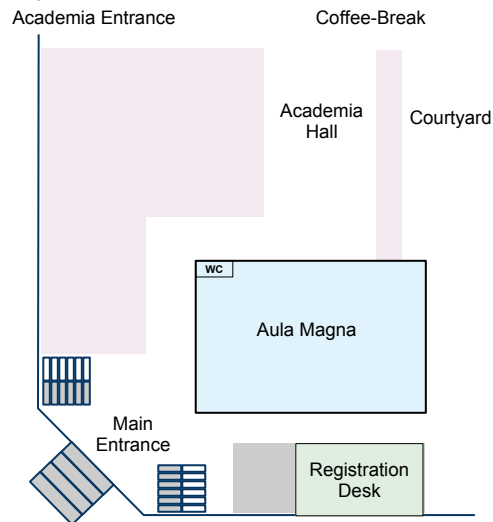 Academia Entrance
Coffee-Break
Academia
Hall
Courtyard
WC
Aula Magna
Main
Entrance
Registration
Desk